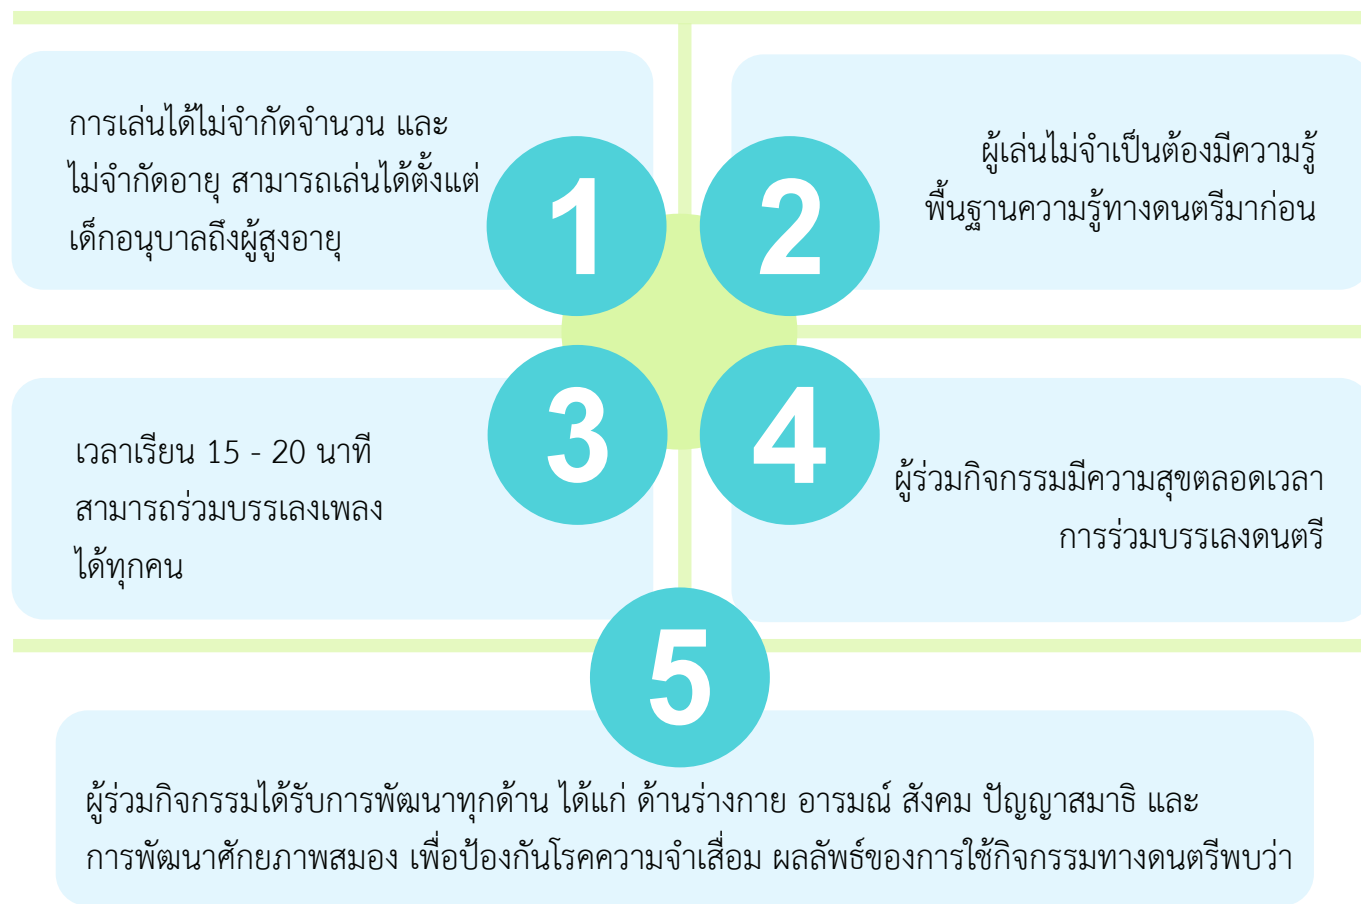 1
การเล่นได้ไม่จำกัดจำนวน และ
ไม่จำกัดอายุ สามารถเล่นได้ตั้งแต่
เด็กอนุบาลถึงผู้สูงอายุ
2
ผู้เล่นไม่จำเป็นต้องมีความรู้
พื้นฐานความรู้ทางดนตรีมาก่อน
3
เวลาเรียน 15 - 20 นาที
สามารถร่วมบรรเลงเพลง
ได้ทุกคน
4
ผู้ร่วมกิจกรรมมีความสุขตลอดเวลา
การร่วมบรรเลงดนตรี
5
ผู้ร่วมกิจกรรมได้รับการพัฒนาทุกด้าน ได้แก่ ด้านร่างกาย อารมณ์ สังคม ปัญญาสมาธิ และ
การพัฒนาศักยภาพสมอง เพื่อป้องกันโรคความจำเสื่อม ผลลัพธ์ของการใช้กิจกรรมทางดนตรีพบว่า